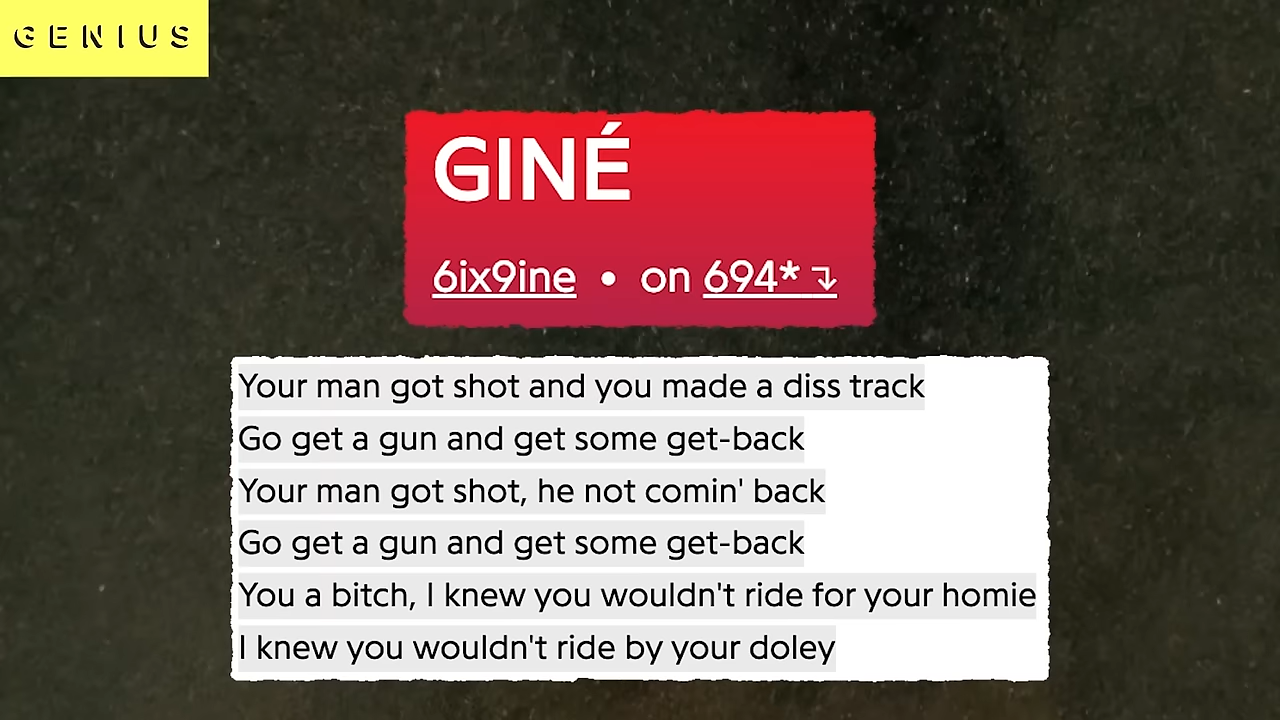 GENIUS
GINÉ
6ix9ine • on 694* ↴
Your man got shot and you made a diss track
Go get a gun and get some get-back
Your man got shot, he not comin' back
Go get a gun and get some get-back
You a bitch, I knew you wouldn't ride for your homie
I knew you wouldn't ride by your doley